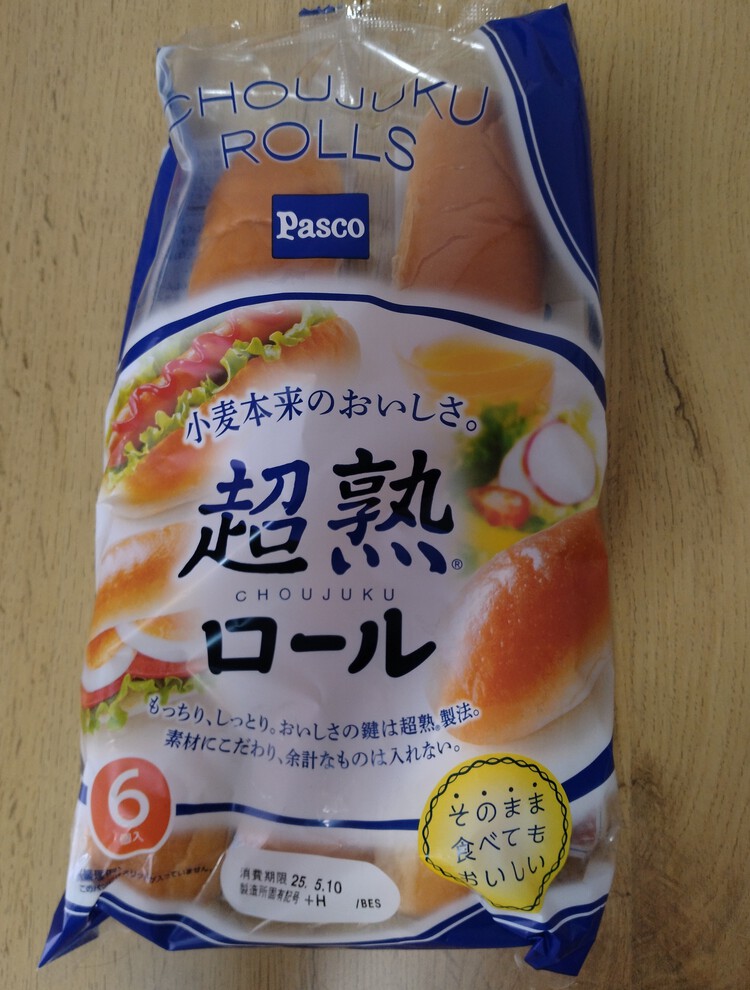 CHOUJUKU
ROLLS
Pasco
小麦本来のおいしさ。
超熟®
CHOUJUKU
ロール
もっちり、しっとり。おいしさの鍵は超熟®製法。
素材にこだわり、余計なものは入れない。
6
個入
そのまま
食べても
おいしい
消費期限 25. 5.10
製造所固有記号 +H /BES